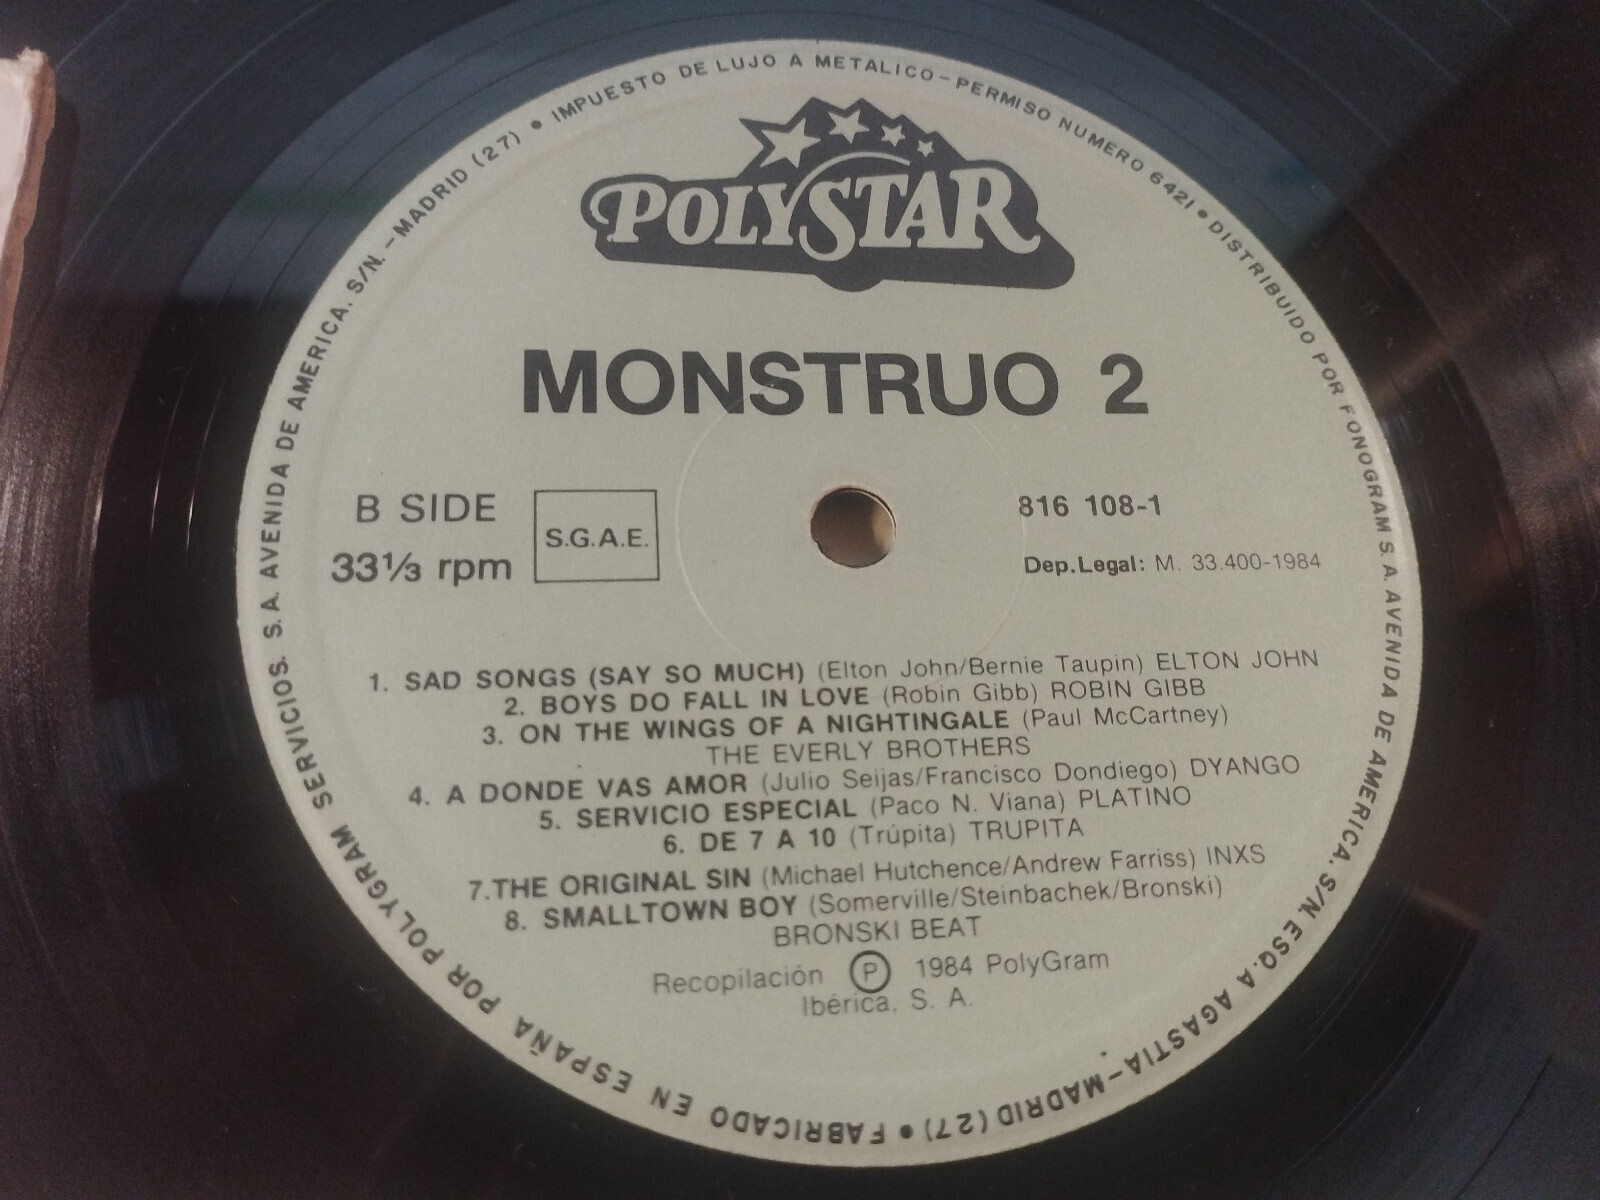 IMPUESTO DE LUJO A METALICO-PERMISO NUMERO 6421 • DISTRIBUIDO POR FONOGRAM S. A. AVENIDA DE AMERICA. S/N ESQ. A AGASTIA-MADRID (27) • FABRICADO EN ESPAÑA POR POLYGRAM SERVICIOS. S. A. AVENIDA DE AMERICA. S/N. - MADRID (27) •
POLYSTAR
MONSTRUO 2
B SIDE
33⅓ rpm
S.G.A.E.
816 108-1
Dep.Legal: M. 33.400-1984
1. SAD SONGS (SAY SO MUCH) (Elton John/Bernie Taupin) ELTON JOHN
2. BOYS DO FALL IN LOVE (Robin Gibb) ROBIN GIBB
3. ON THE WINGS OF A NIGHTINGALE (Paul McCartney)
THE EVERLY BROTHERS
4. A DONDE VAS AMOR (Julio Seijas/Francisco Dondiego) DYANGO
5. SERVICIO ESPECIAL (Paco N. Viana) PLATINO
6. DE 7 A 10 (Trúpita) TRUPITA
7.THE ORIGINAL SIN (Michael Hutchence/Andrew Farriss) INXS
8. SMALLTOWN BOY (Somerville/Steinbachek/Bronski)
BRONSKI BEAT
Recopilación Ⓟ 1984 PolyGram
Ibérica, S. A.